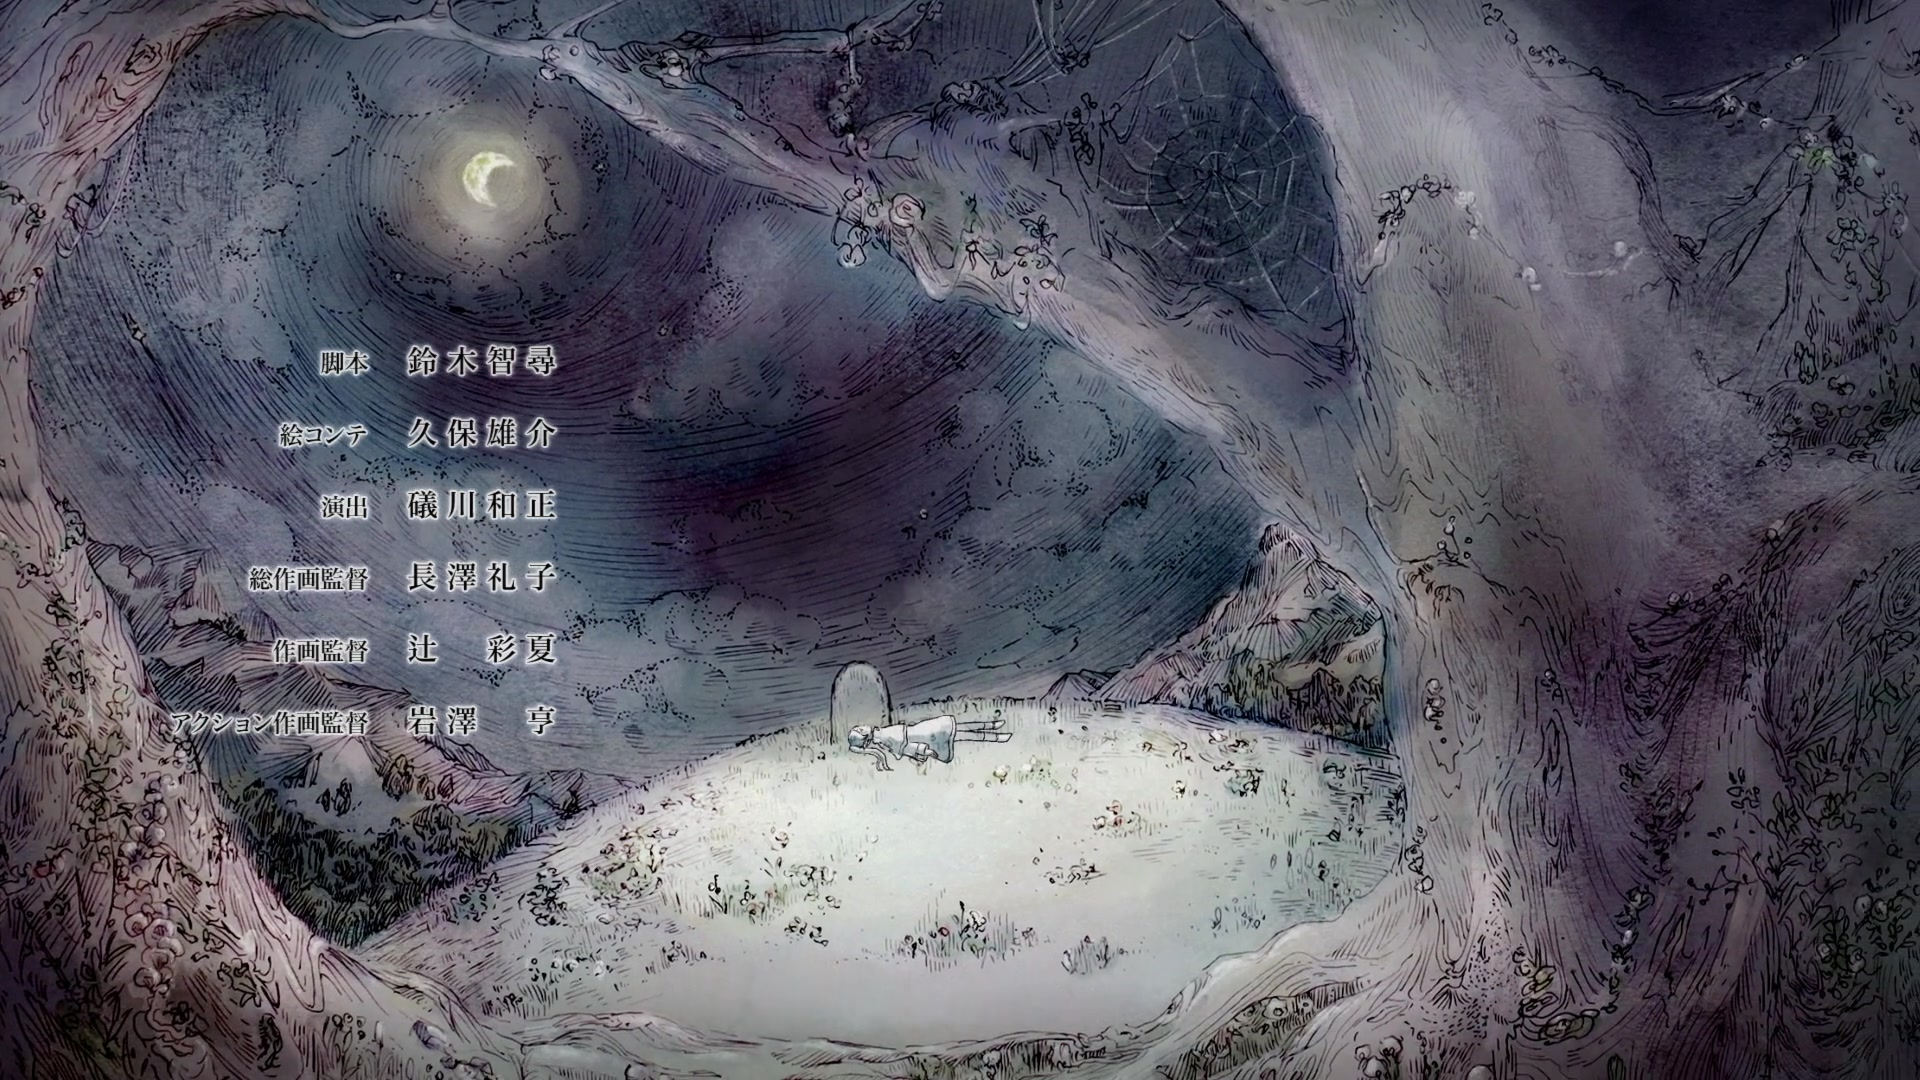 脚本 鈴木智尋
絵コンテ 久保雄介
演出 礒川和正
総作画監督 長澤礼子
作画監督 辻 彩夏
アクション作画監督 岩澤 亨